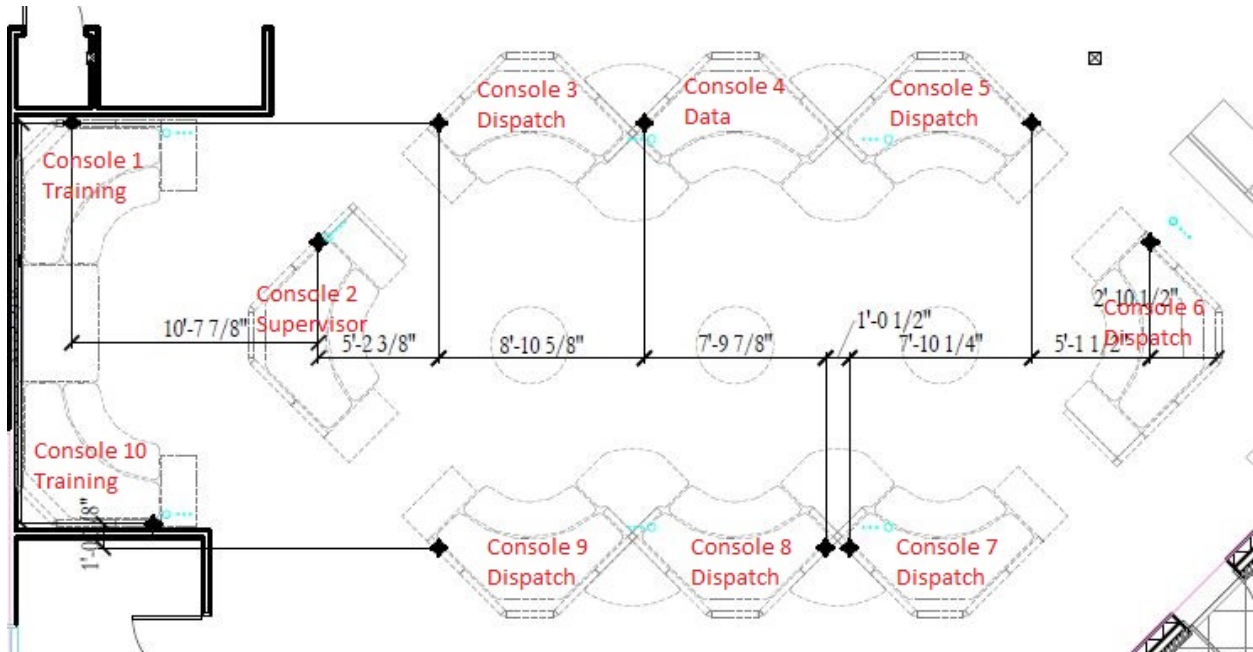 Console 3
Dispatch
Console 4
Data
Console 5
Dispatch
Console 1
Training
Console 2
Supervisor
10'-7 7/8"
5'-2 3/8"
8'-10 5/8"
7'-9 7/8"
1'-0 1/2"
7'-10 1/4"
5'-1 1/2"
2'-10 1/2"
Console 6
Dispatch
Console 10
Training
Console 9
Dispatch
Console 8
Dispatch
Console 7
Dispatch